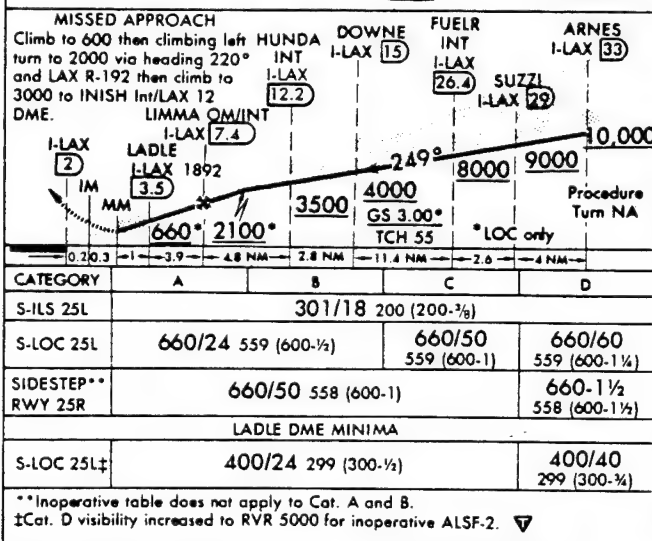 MISSED APPROACH
Climb to 600 then climbing left
turn to 2000 via heading 220°
and LAX R-192 then climb to
3000 to INISH Int/LAX 12
DME.
HUNDA
INT
I-LAX
12.2
DOWNE
I-LAX 15
FUELR
INT
I-LAX
26.4
SUZZI
I-LAX 29
ARNES
I-LAX 33
LIMMA OM/INT
I-LAX 7.4
I-LAX
2
LADLE
I-LAX 1892
3.5
IM
MM
249°
10,000
660* 2100* 3500 4000 8000 9000
GS 3.00°
TCH 55
*LOC only
Procedure
Turn NA
0.2 0.3 1 3.9 4.8 NM 2.8 NM 11.4 NM 2.6 4 NM
CATEGORY A B C D
S-ILS 25L 301/18 200 (200-⅜)
S-LOC 25L 660/24 559 (600-½) 660/50 559 (600-1) 660/60 559 (600-1¼)
SIDESTEP** RWY 25R 660/50 558 (600-1) 660-1½ 558 (600-1½)
LADLE DME MINIMA
S-LOC 25L‡ 400/24 299 (300-½) 400/40 299 (300-¾)
**Inoperative table does not apply to Cat. A and B.
‡Cat. D visibility increased to RVR 5000 for inoperative ALSF-2. T